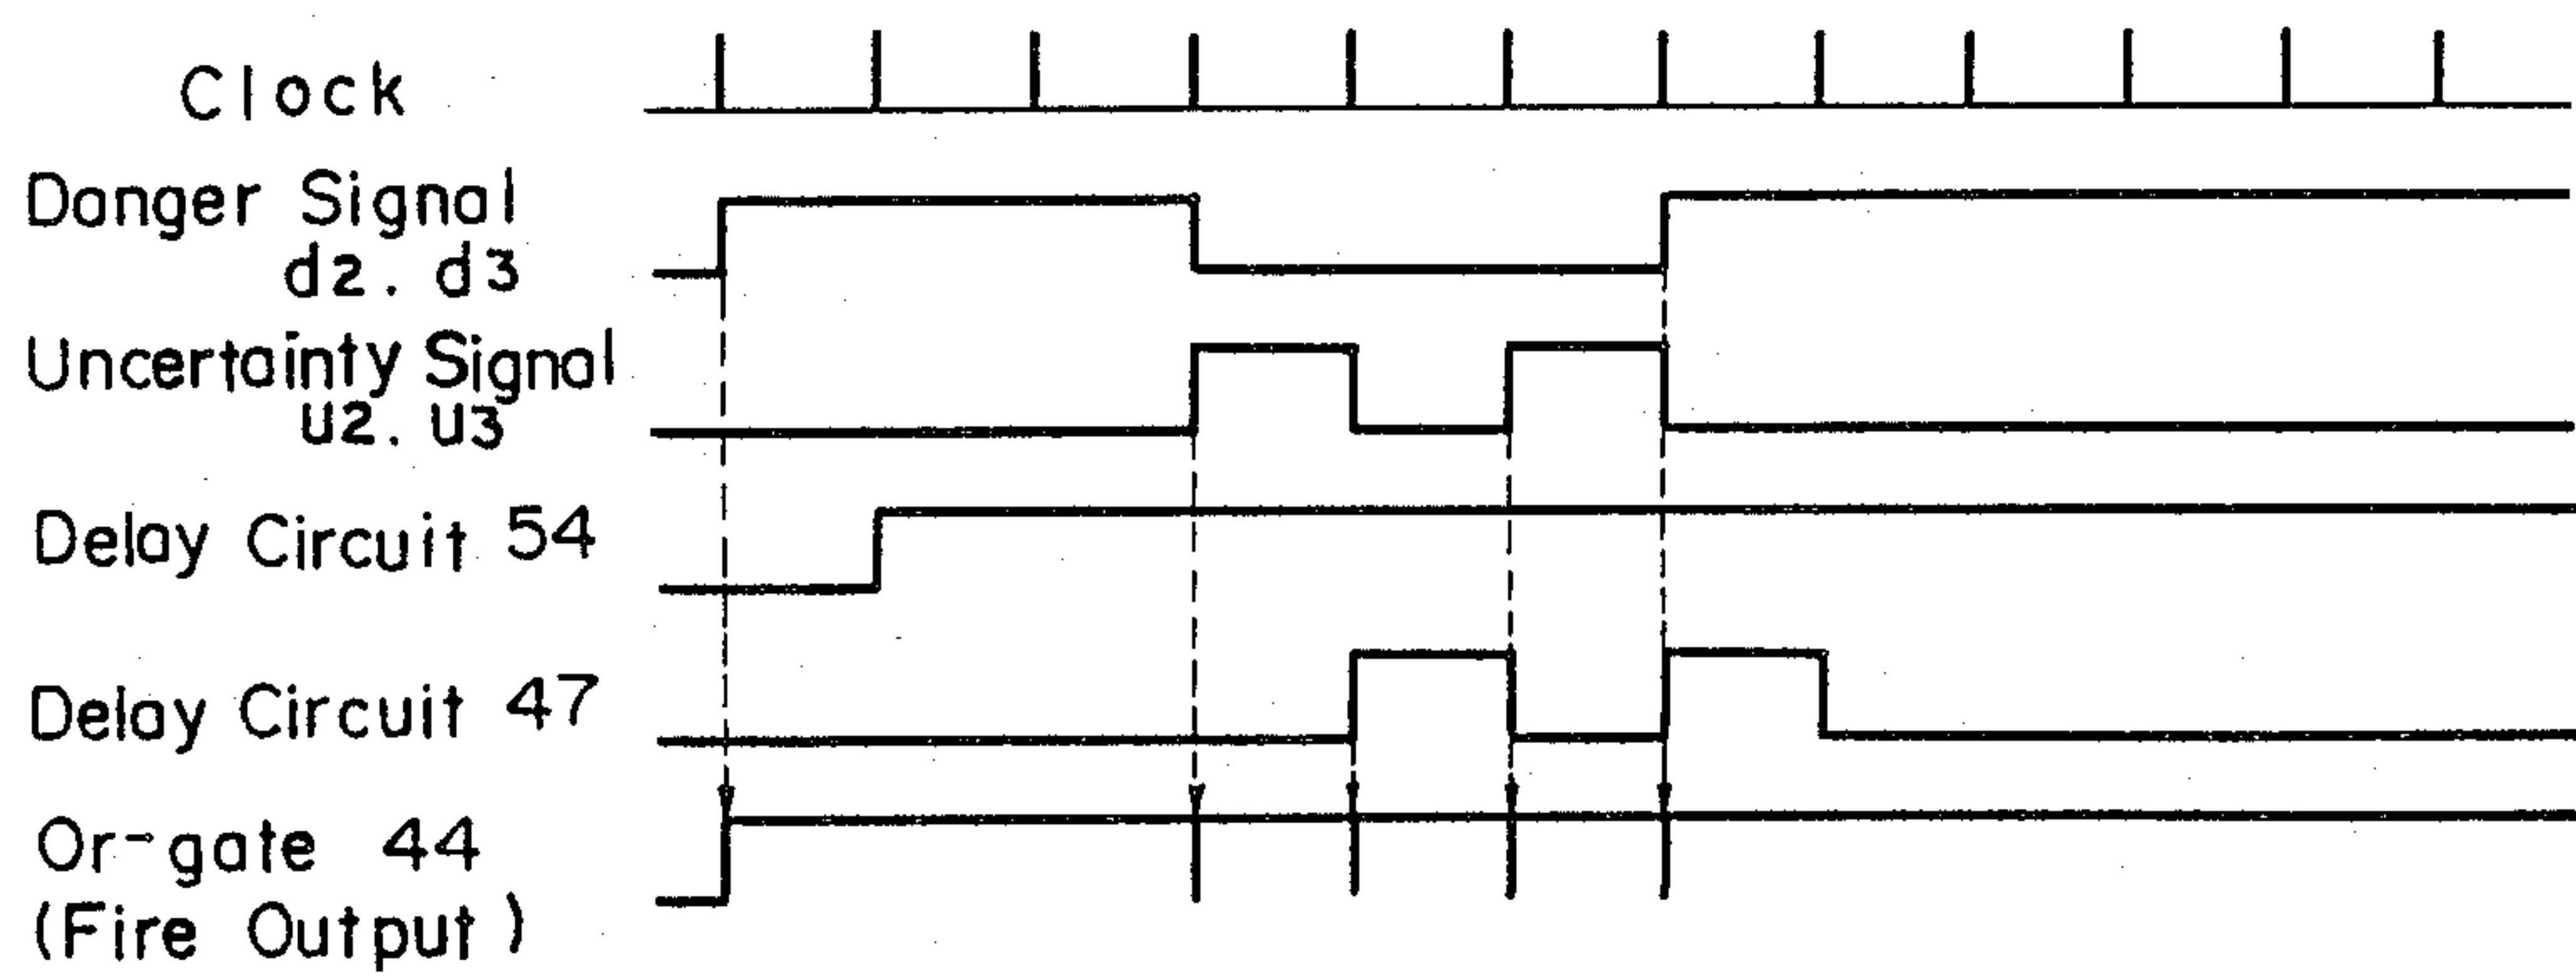 Clock
Danger Signal
d2. d3
Uncertainty Signal
u2. u3
Delay Circuit 54
Delay Circuit 47
Or-gate 44
(Fire Output)